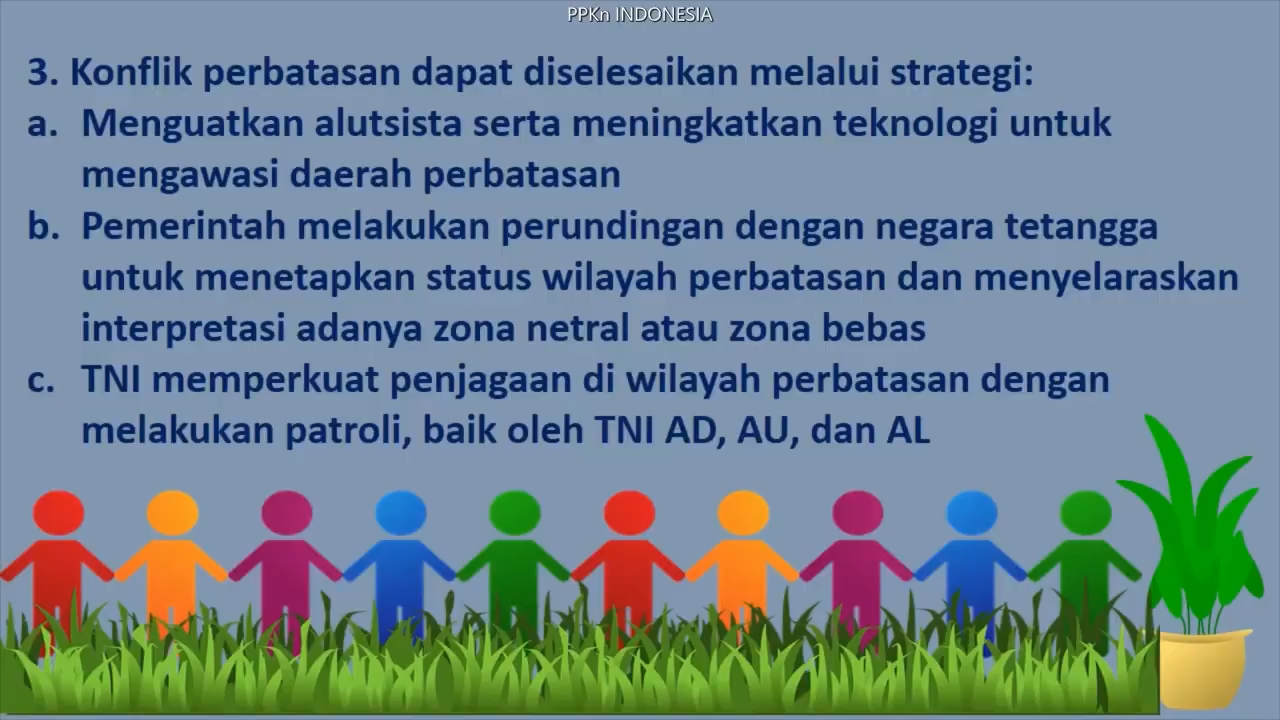 PPKn INDONESIA
3. Konflik perbatasan dapat diselesaikan melalui strategi:
a. Menguatkan alutsista serta meningkatkan teknologi untuk
mengawasi daerah perbatasan
b. Pemerintah melakukan perundingan dengan negara tetangga
untuk menetapkan status wilayah perbatasan dan menyelaraskan
interpretasi adanya zona netral atau zona bebas
c. TNI memperkuat penjagaan di wilayah perbatasan dengan
melakukan patroli, baik oleh TNI AD, AU, dan AL